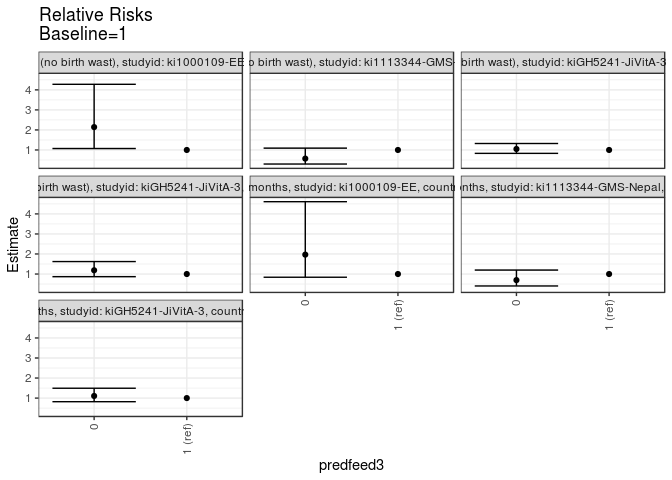 Relative Risks
Baseline=1
(no birth wast), studyid: ki1000109-EE
o birth wast), studyid: ki1113344-GMS-
birth wast), studyid: kiGH5241-JiVitA-3
4
3
2
1
birth wast), studyid: kiGH5241-JiVitA-3,
months, studyid: ki1000109-EE, count
nths, studyid: ki1113344-GMS-Nepal,
4
3
2
1
Estimate
0
1 (ref)
0
1 (ref)
ths, studyid: kiGH5241-JiVitA-3, count
4
3
2
1
0
1 (ref)
predfeed3